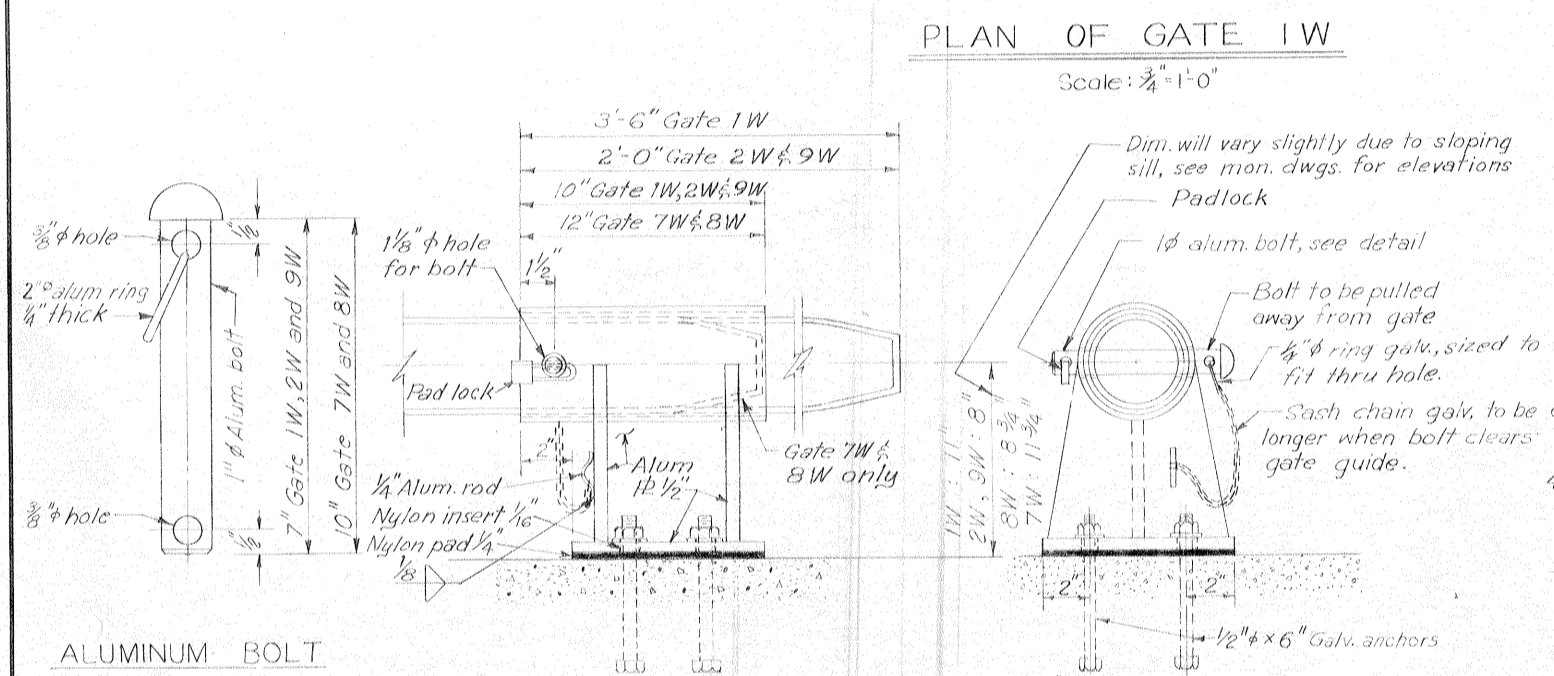 PLAN OF GATE 1W
Scale: 3/4"=1'-0"
3'-6" Gate 1W
2'-0" Gate 2W & 9W
10" Gate 1W, 2W & 9W
12" Gate 7W & 8W
1 1/8" ϕ hole
for bolt
1 1/2"
Pad lock
2"
1/4" Alum. rod
Nylon insert 1/16"
Nylon pad 1/4"
1/8
Alum
PL 1/2"
Gate 7W &
8W only
3/8" ϕ hole
2" ϕ alum ring
1/4" thick
3/8" ϕ hole
1/2"
1/2"
1" ϕ Alum. bolt
7" Gate 1W, 2W and 9W
10" Gate 7W and 8W
ALUMINUM BOLT
Dim. will vary slightly due to sloping
sill, see mon. dwgs. for elevations
Padlock
1ϕ alum. bolt, see detail
Bolt to be pulled
away from gate
1/4" ϕ ring galv., sized to
fit thru hole.
Sash chain galv. to be
longer when bolt clears
gate guide.
1W: 11"
2W, 9W: 8"
8W: 8 3/4"
7W: 11 3/4"
2"
2"
1/2" ϕ x 6" Galv. anchors